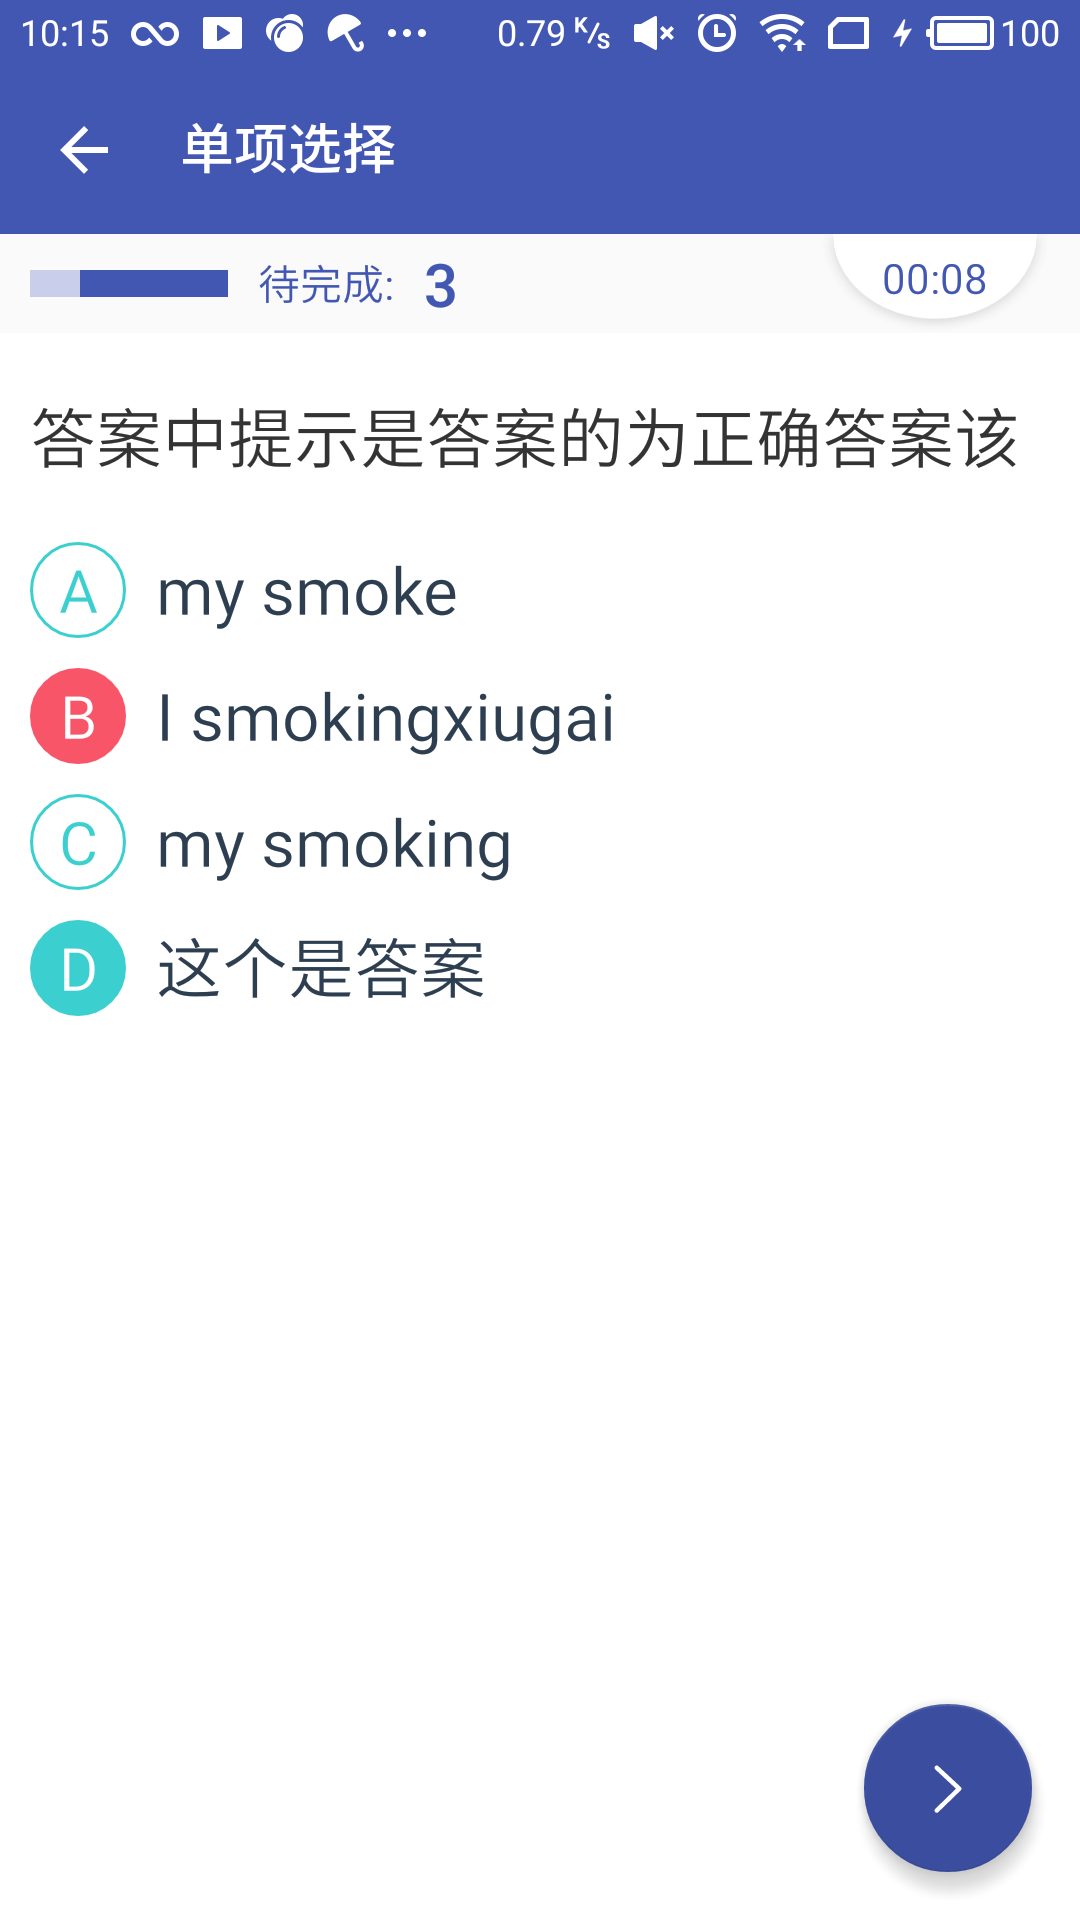 10:15 0.79 K/s 100
单项选择
待完成: 3 00:08
答案中提示是答案的为正确答案该
A my smoke
B I smokingxiugai
C my smoking
D 这个是答案